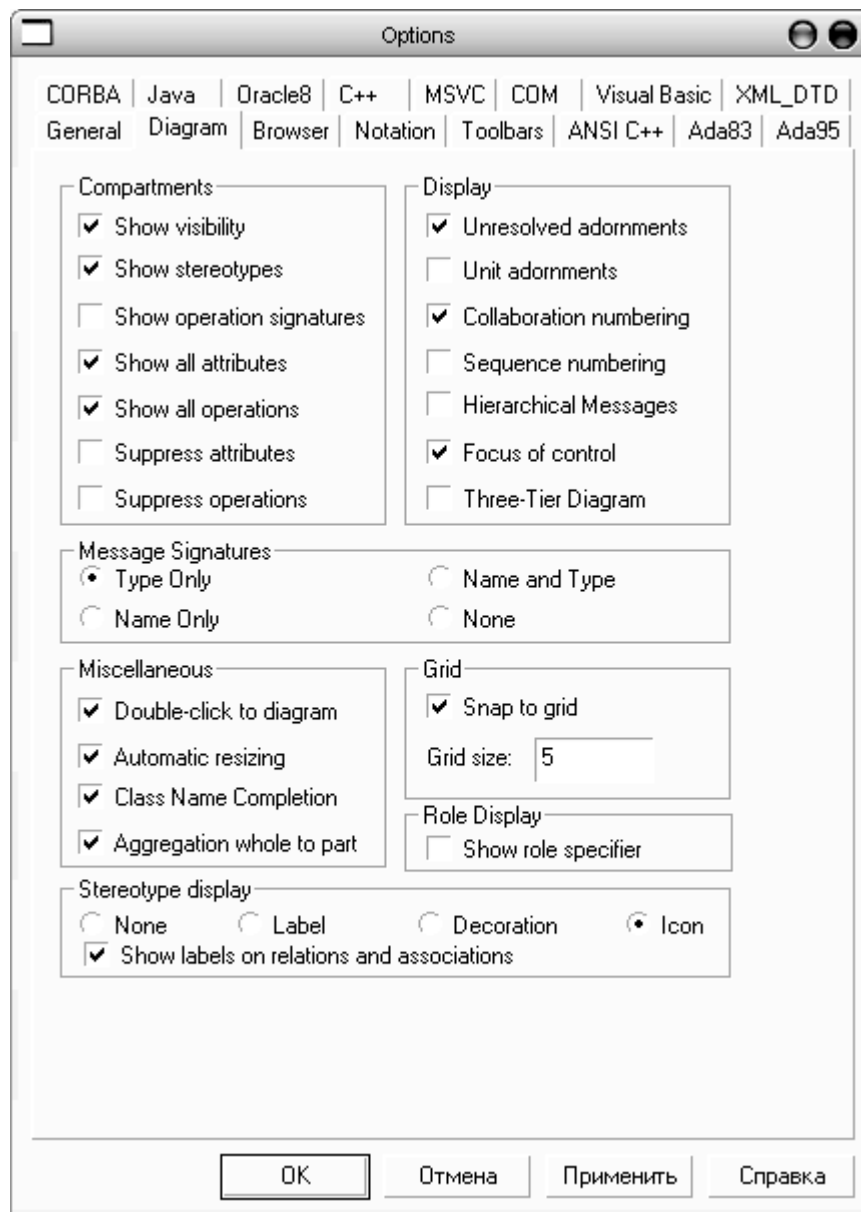 Options
CORBA Java Oracle8 C++ MSVC COM Visual Basic XML_DTD
General Diagram Browser Notation Toolbars ANSI C++ Ada83 Ada95
Compartments
Show visibility
Show stereotypes
Show operation signatures
Show all attributes
Show all operations
Suppress attributes
Suppress operations
Display
Unresolved adornments
Unit adornments
Collaboration numbering
Sequence numbering
Hierarchical Messages
Focus of control
Three-Tier Diagram
Message Signatures
Type Only Name and Type
Name Only None
Miscellaneous
Double-click to diagram
Automatic resizing
Class Name Completion
Aggregation whole to part
Grid
Snap to grid
Grid size: 5
Role Display
Show role specifier
Stereotype display
None Label Decoration Icon
Show labels on relations and associations
OK Отмена Применить Справка